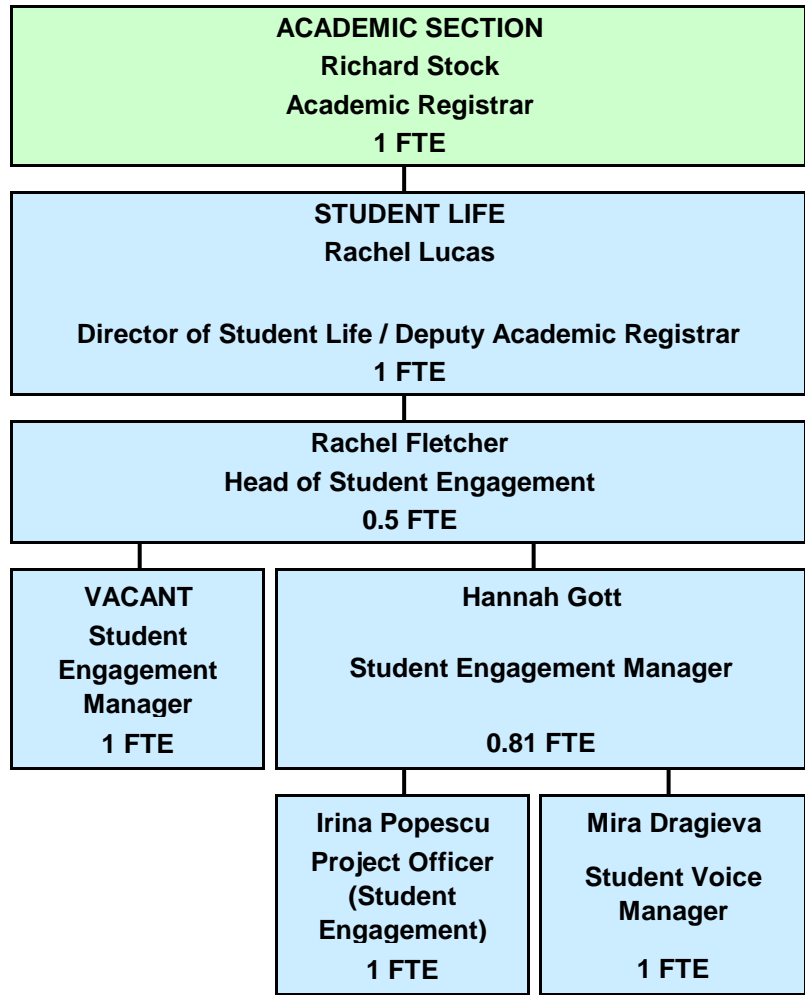 ACADEMIC SECTION
Richard Stock
Academic Registrar
1 FTE
STUDENT LIFE
Rachel Lucas
Director of Student Life / Deputy Academic Registrar
1 FTE
Rachel Fletcher
Head of Student Engagement
0.5 FTE
VACANT
Student
Engagement
Manager
1 FTE
Hannah Gott
Student Engagement Manager
0.81 FTE
Irina Popescu
Project Officer
(Student
Engagement)
1 FTE
Mira Dragieva
Student Voice
Manager
1 FTE